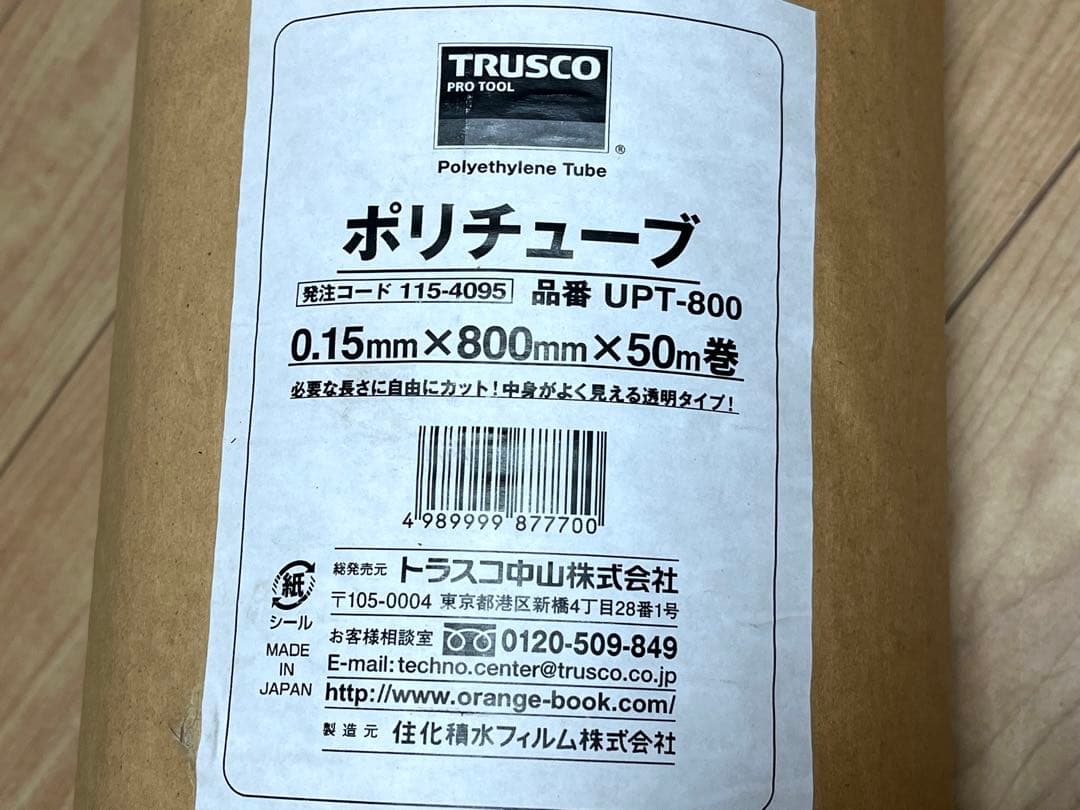 TRUSCO
PRO TOOL
®
Polyethylene Tube
ポリチューブ
発注コード 115-4095 品番 UPT-800
0.15mm×800mm×50m巻
必要な長さに自由にカット!中身がよく見える透明タイプ!
4 989999 877700
紙
シール
MADE
IN
JAPAN
総発売元 トラスコ中山株式会社
〒105-0004 東京都港区新橋4丁目28番1号
お客様相談室 0120-509-849
E-mail:techno.center@trusco.co.jp
http://www.orange-book.com/
製造元 住化積水フィルム株式会社